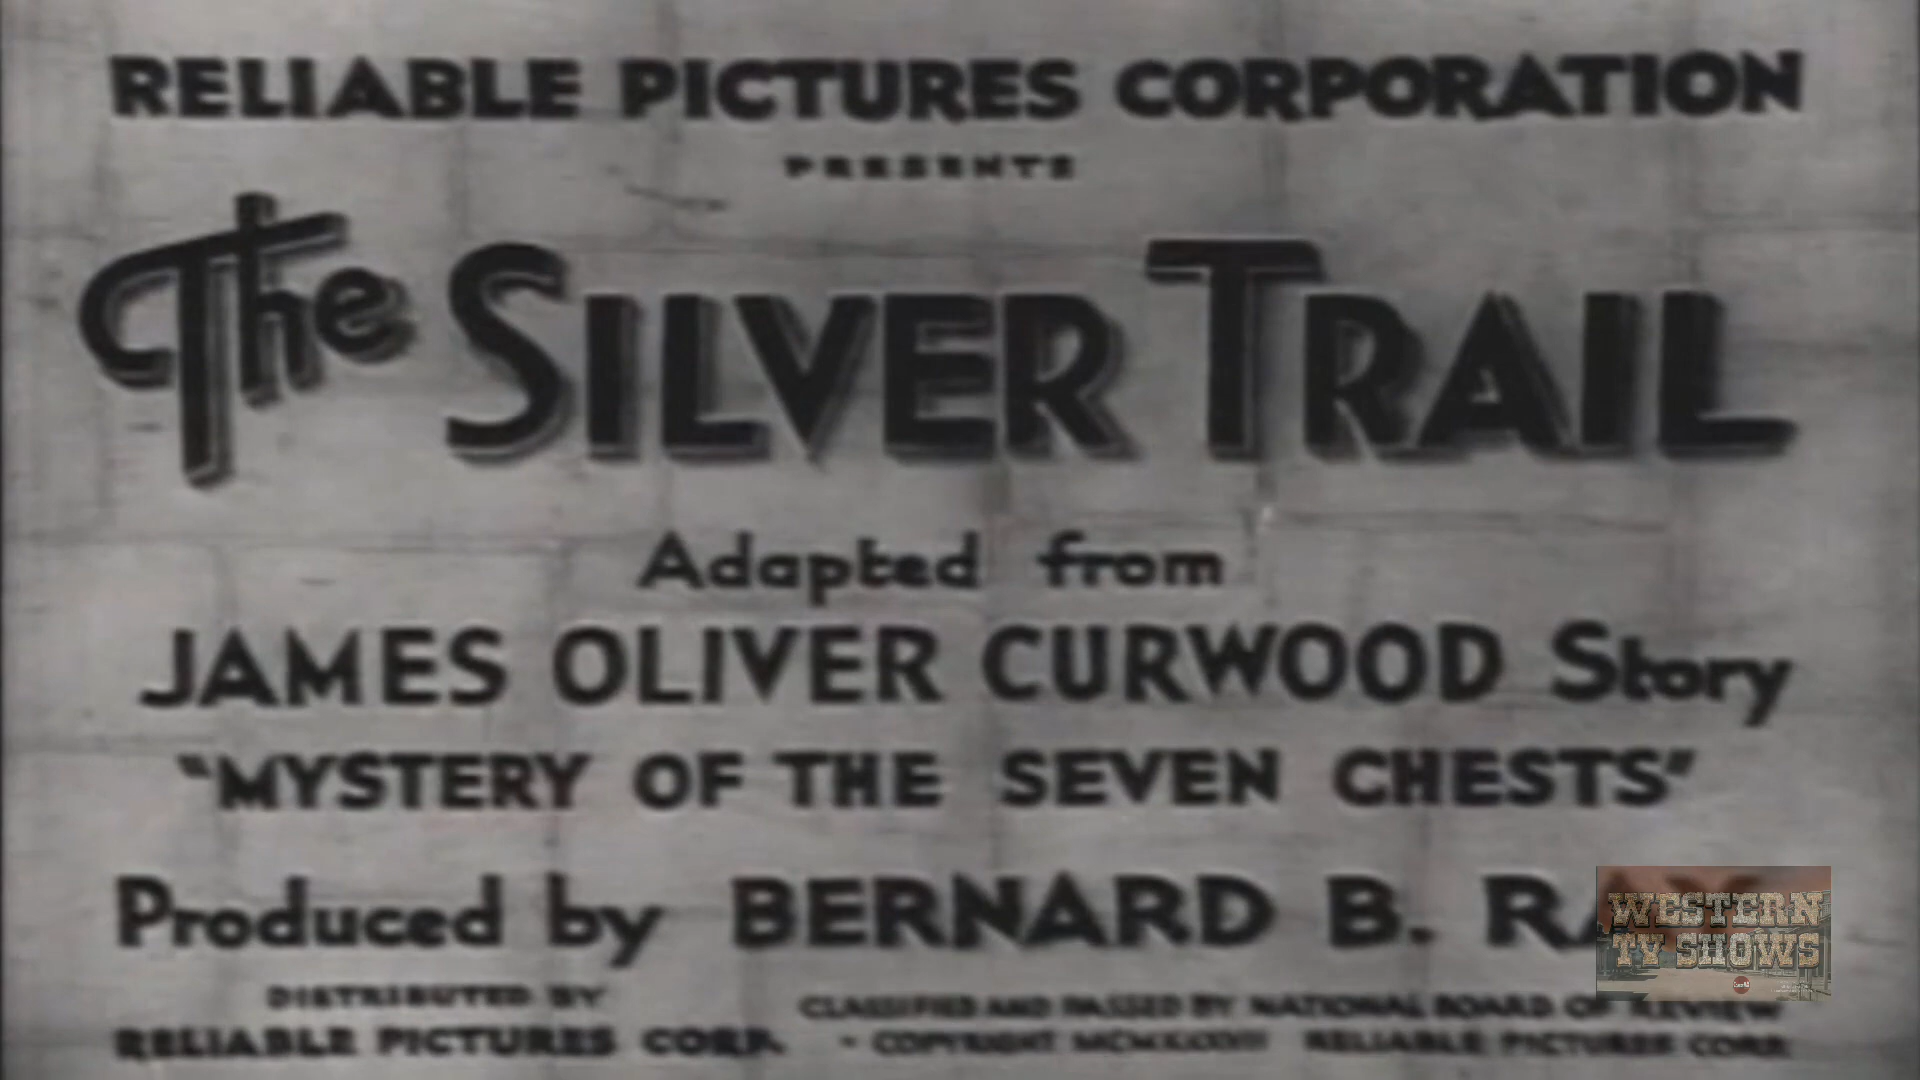 RELIABLE PICTURES CORPORATION
PRESENTS
The SILVER TRAIL
Adapted from
JAMES OLIVER CURWOOD Story
"MYSTERY OF THE SEVEN CHESTS"
Produced by BERNARD B.
WESTERN
TV SHOWS
DISTRIBUTED BY
RELIABLE PICTURES CORP.
CLASSIFIED AND PASSED BY NATIONAL BOARD OF REVIEW
COPYRIGHT RELIABLE PICTURES CORP.